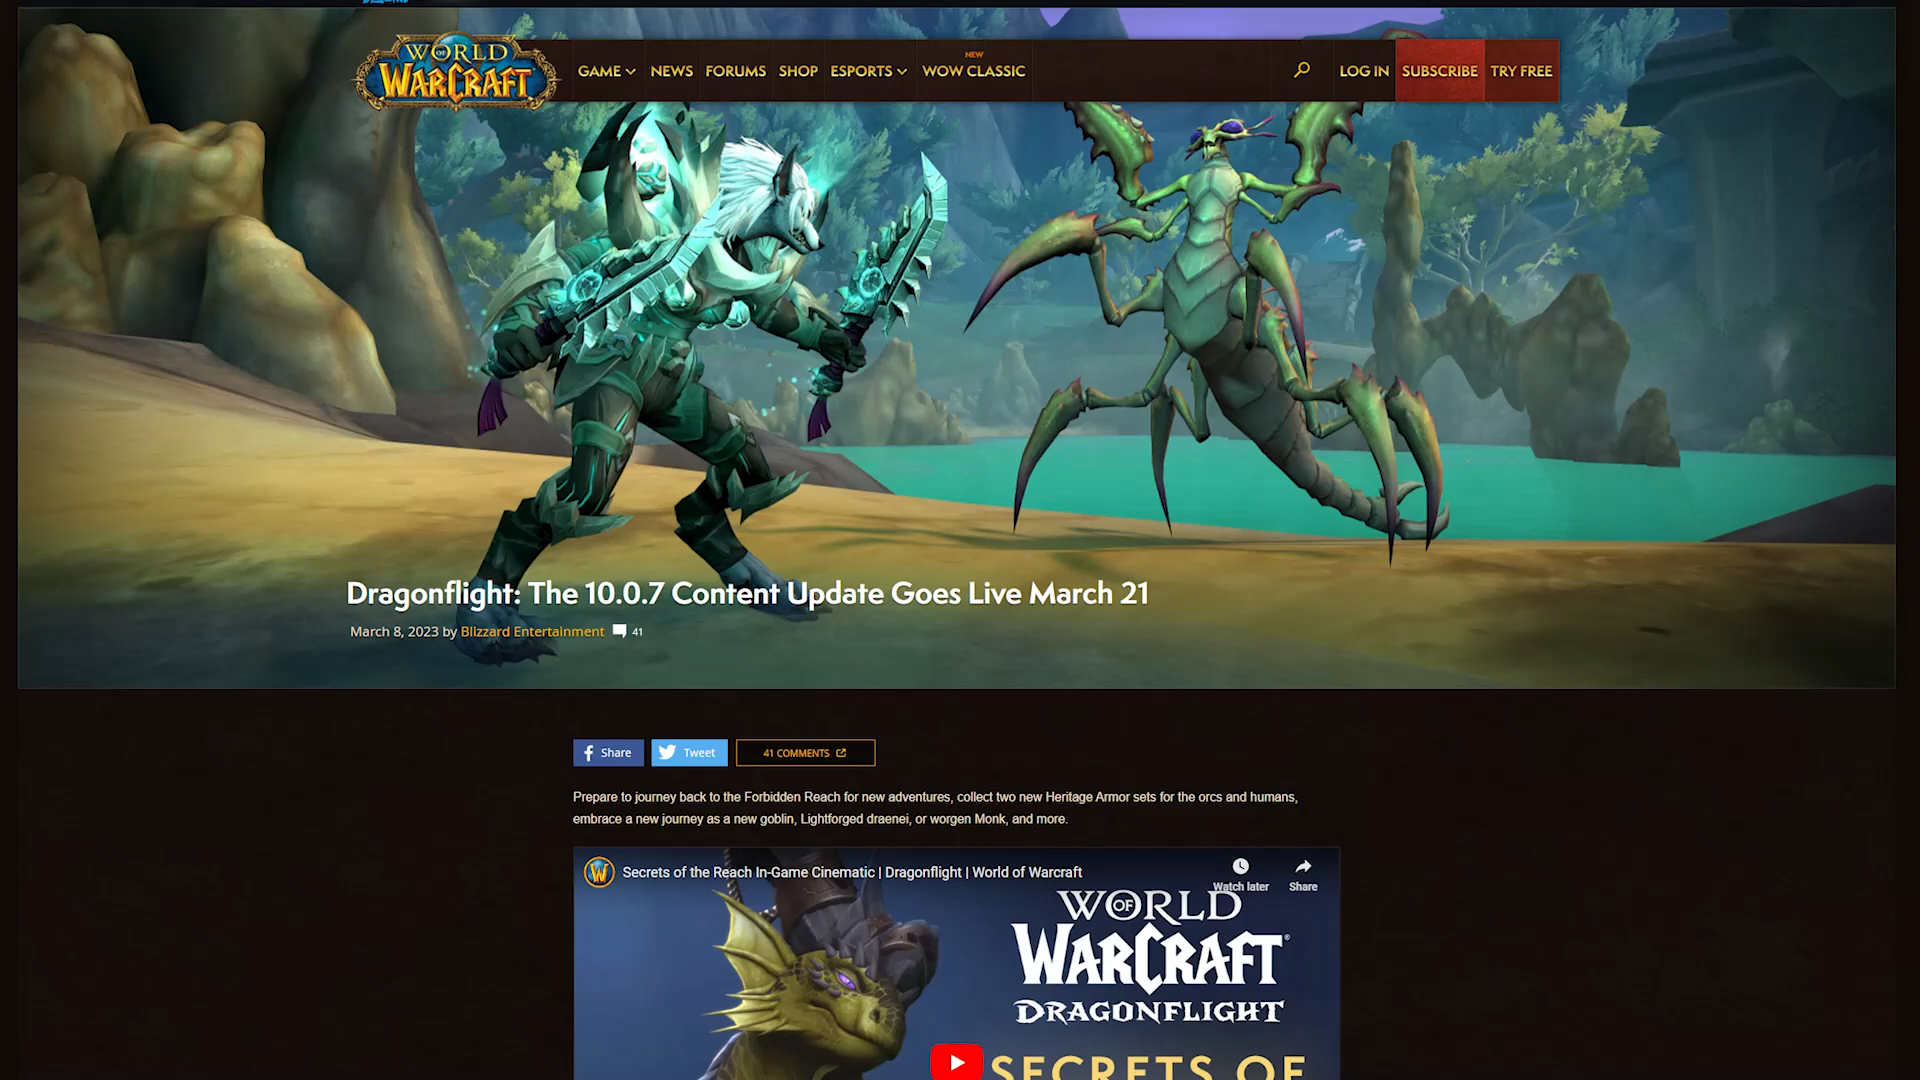 WORLD OF WARCRAFT
GAME NEWS FORUMS SHOP ESPORTS NEW WOW CLASSIC LOG IN SUBSCRIBE TRY FREE
Dragonflight: The 10.0.7 Content Update Goes Live March 21
March 8, 2023 by Blizzard Entertainment 41
Share Tweet 41 COMMENTS
Prepare to journey back to the Forbidden Reach for new adventures, collect two new Heritage Armor sets for the orcs and humans,
embrace a new journey as a new goblin, Lightforged draenei, or worgen Monk, and more.
W Secrets of the Reach In-Game Cinematic | Dragonflight | World of Warcraft
Watch later Share
WORLD OF
WARCRAFT®
DRAGONFLIGHT
SECRETS OF